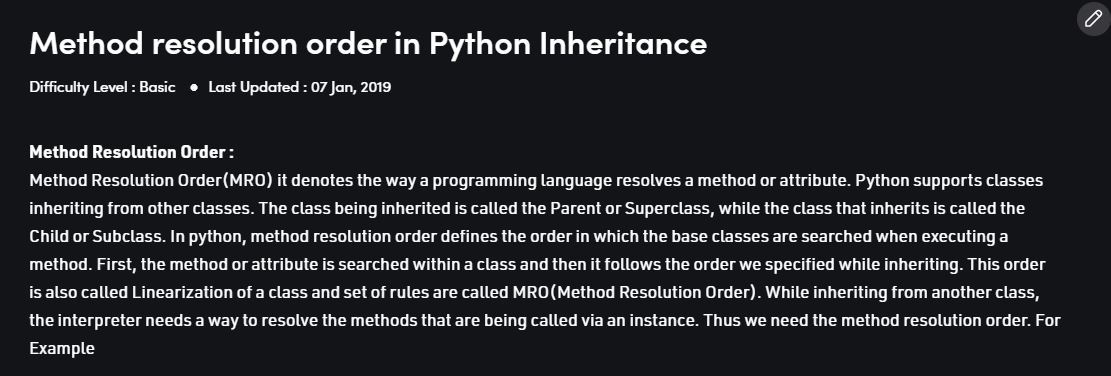 Method resolution order in Python Inheritance
Difficulty Level : Basic ● Last Updated : 07 Jan, 2019
Method Resolution Order :
Method Resolution Order(MRO) it denotes the way a programming language resolves a method or attribute. Python supports classes
inheriting from other classes. The class being inherited is called the Parent or Superclass, while the class that inherits is called the
Child or Subclass. In python, method resolution order defines the order in which the base classes are searched when executing a
method. First, the method or attribute is searched within a class and then it follows the order we specified while inheriting. This order
is also called Linearization of a class and set of rules are called MRO(Method Resolution Order). While inheriting from another class,
the interpreter needs a way to resolve the methods that are being called via an instance. Thus we need the method resolution order. For
Example